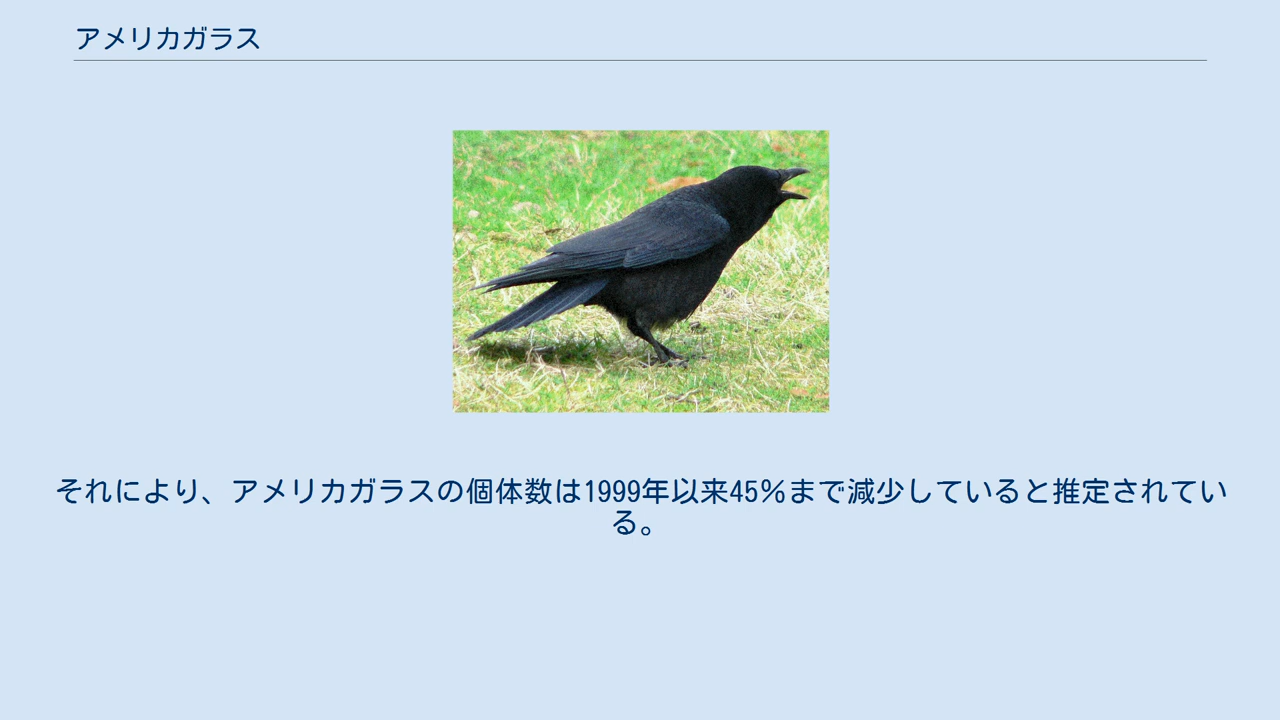 アメリカガラス
それにより、アメリカガラスの個体数は1999年以来45％まで減少していると推定されてい
る。